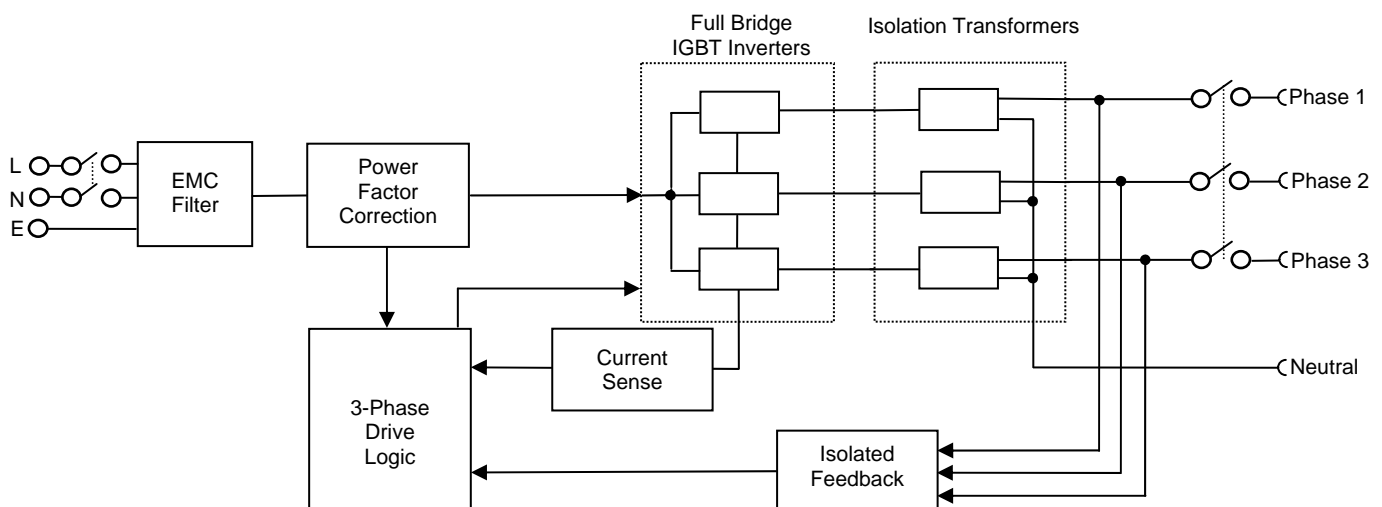 Full Bridge
IGBT Inverters
Isolation Transformers
Phase 1
L
N
E
EMC
Filter
Power
Factor
Correction
Phase 2
Phase 3
Current
Sense
Neutral
3-Phase
Drive
Logic
Isolated
Feedback